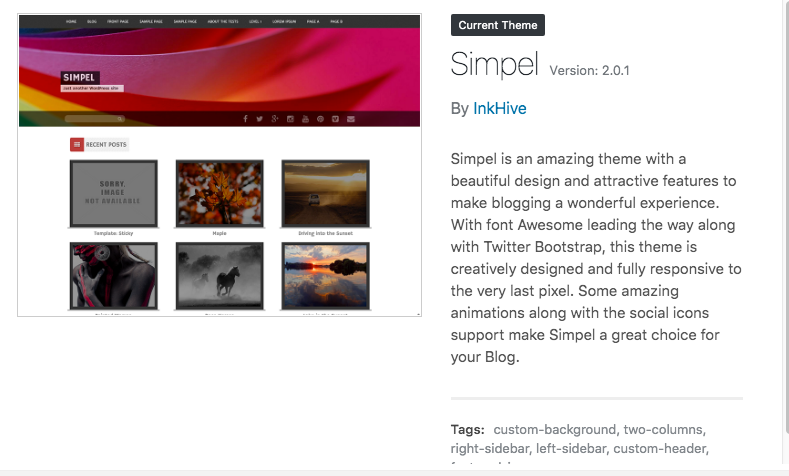 HOME BLOG FRONT PAGE SAMPLE PAGE SAMPLE PAGE ABOUT THE TESTS LEVEL 1 LOREM IPSUM PAGE A PAGE B
SIMPEL
Just another WordPress site
RECENT POSTS
SORRY,
IMAGE
NOT AVAILABLE
Template: Sticky Maple Driving into the Sunset
Current Theme
Simpel Version: 2.0.1
By InkHive
Simpel is an amazing theme with a
beautiful design and attractive features to
make blogging a wonderful experience.
With font Awesome leading the way along
with Twitter Bootstrap, this theme is
creatively designed and fully responsive to
the very last pixel. Some amazing
animations along with the social icons
support make Simpel a great choice for
your Blog.
Tags: custom-background, two-columns,
right-sidebar, left-sidebar, custom-header,